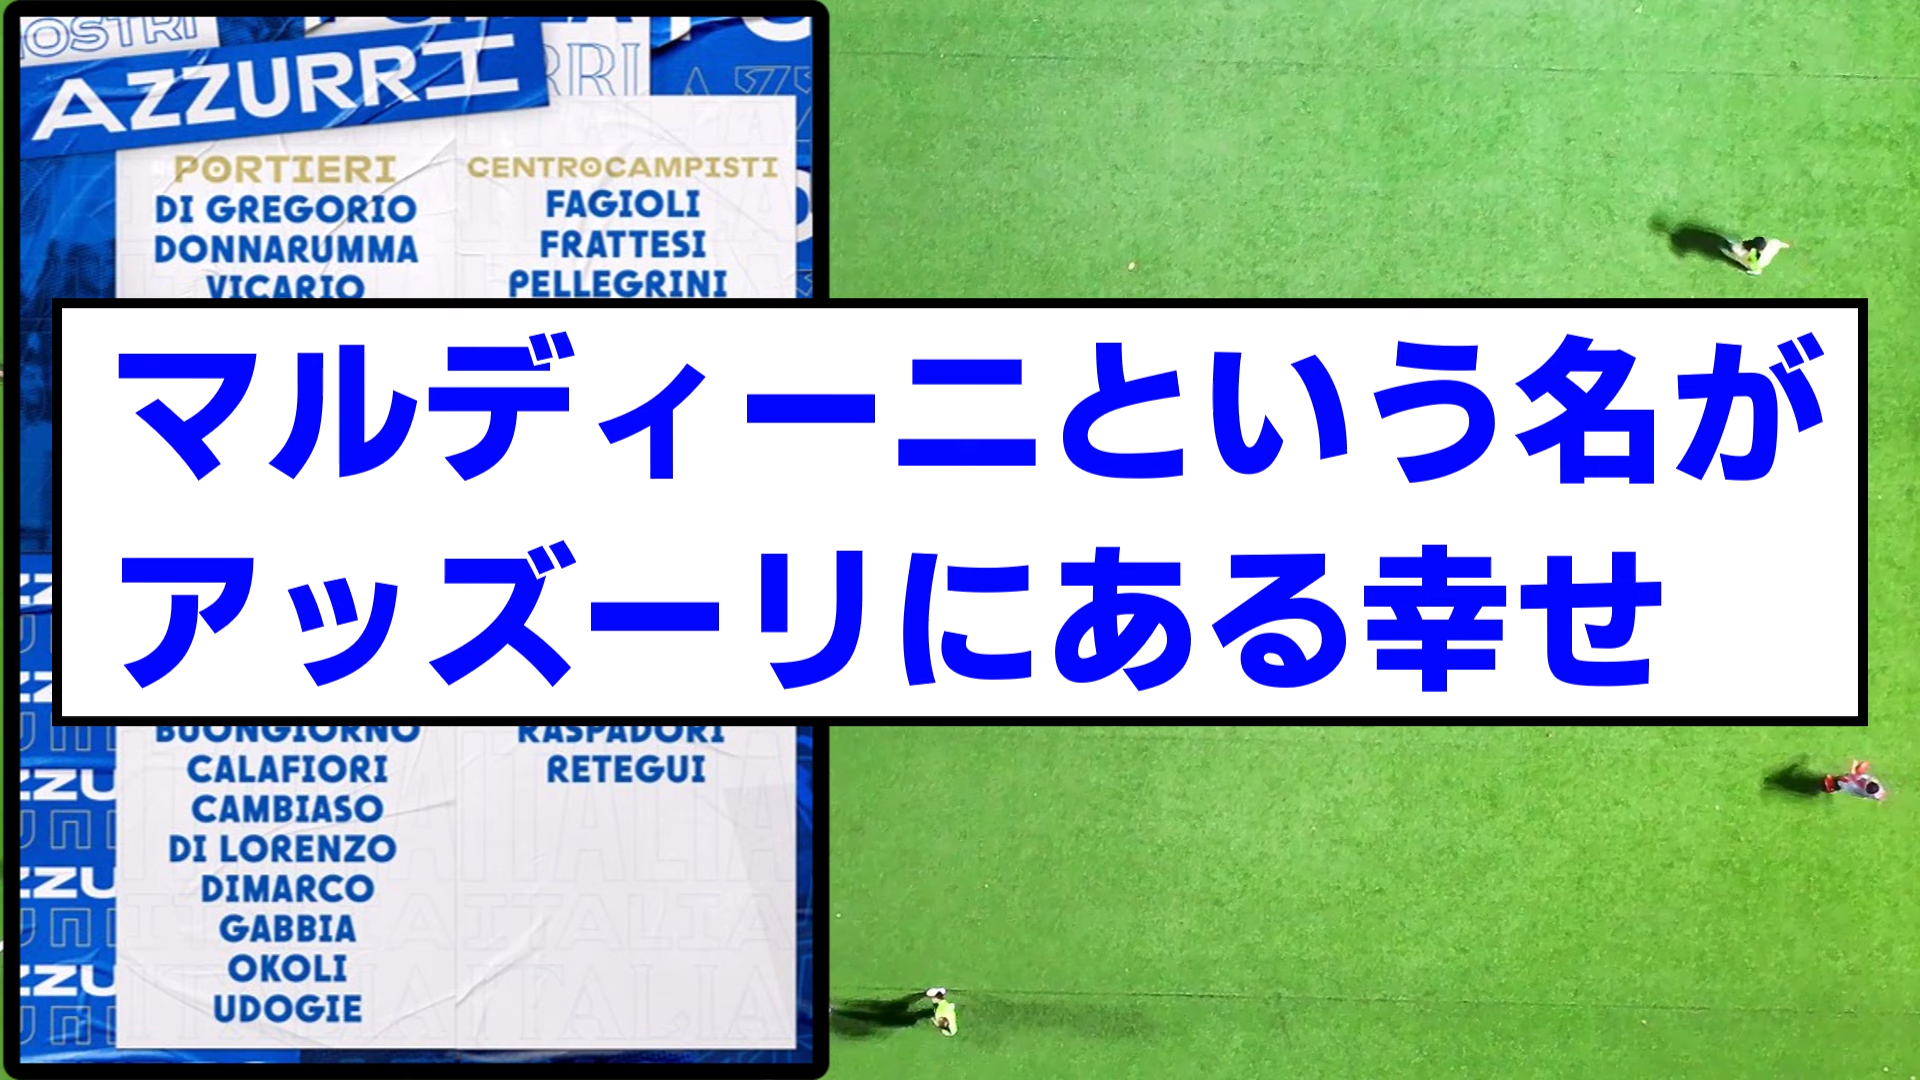 NOSTRI
AZZURRI
PORTIERI
DI GREGORIO
DONNARUMMA
VICARIO
CENTROCAMPISTI
FAGIOLI
FRATTESI
PELLEGRINI
マルディーニという名が
アッズーリにある幸せ
BUONGIORNO
CALAFIORI
CAMBIASO
DI LORENZO
DIMARCO
GABBIA
OKOLI
UDOGIE
RASPADORI
RETEGUI